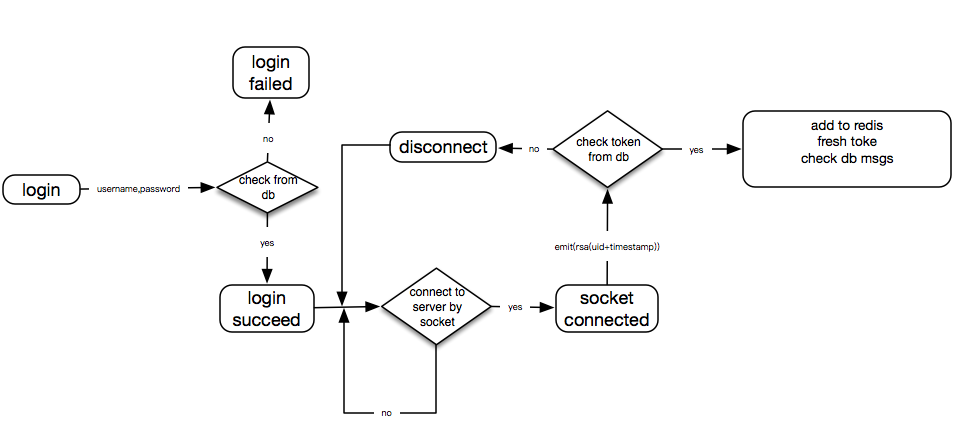 login
failed
no
login
username,password
check from
db
yes
login
succeed
disconnect
no
check token
from db
yes
add to redis
fresh toke
check db msgs
emit(rsa(uid+timestamp))
connect to
server by
socket
yes
socket
connected
no